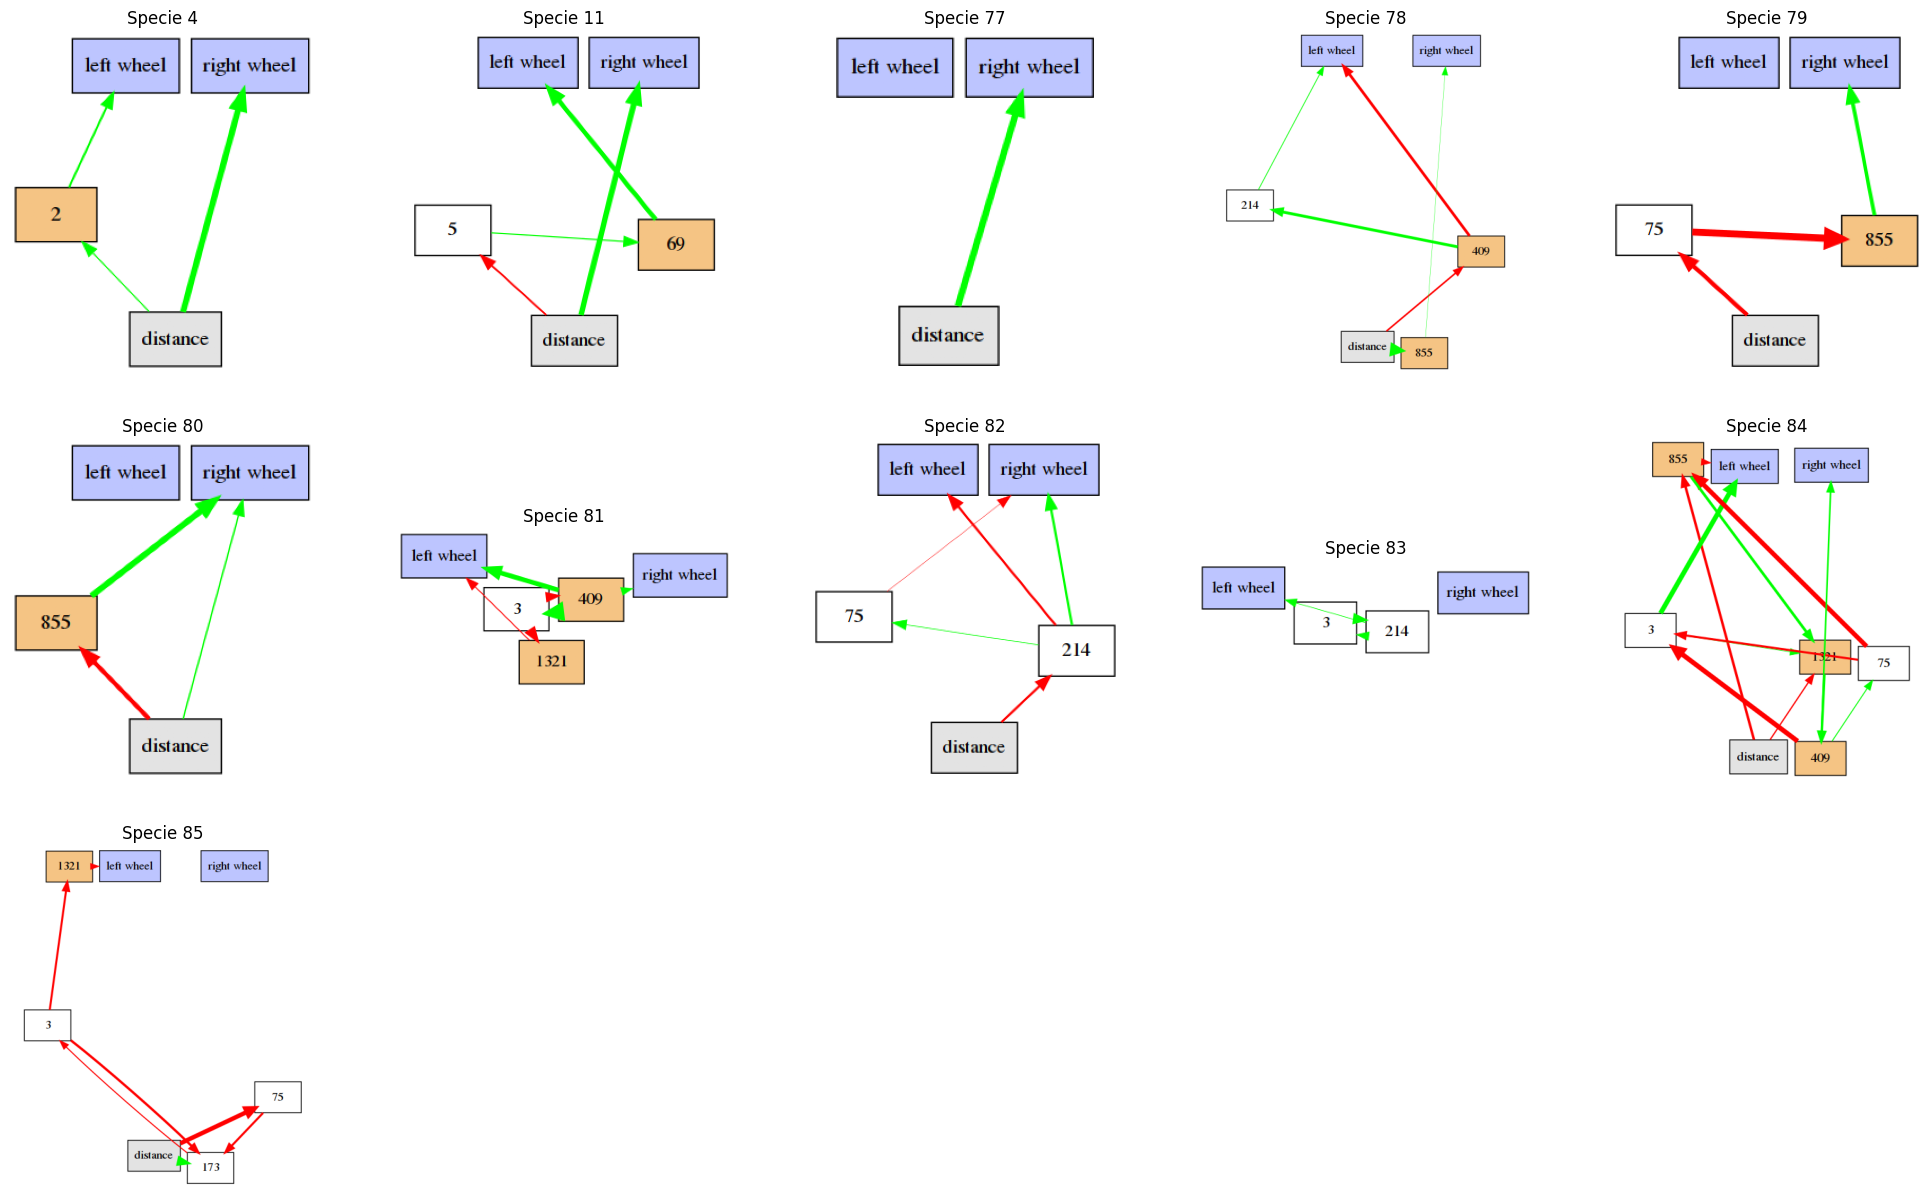 Specie 4
left wheel
right wheel
2
distance
Specie 11
left wheel
right wheel
5
69
distance
Specie 77
left wheel
right wheel
distance
Specie 78
left wheel
right wheel
214
409
distance
855
Specie 79
left wheel
right wheel
75
855
distance
Specie 80
left wheel
right wheel
855
distance
Specie 81
left wheel
right wheel
3
409
1321
Specie 82
left wheel
right wheel
75
214
distance
Specie 83
left wheel
right wheel
3
214
Specie 84
855
left wheel
right wheel
3
1321
75
distance
409
Specie 85
1321
left wheel
right wheel
3
75
distance
173